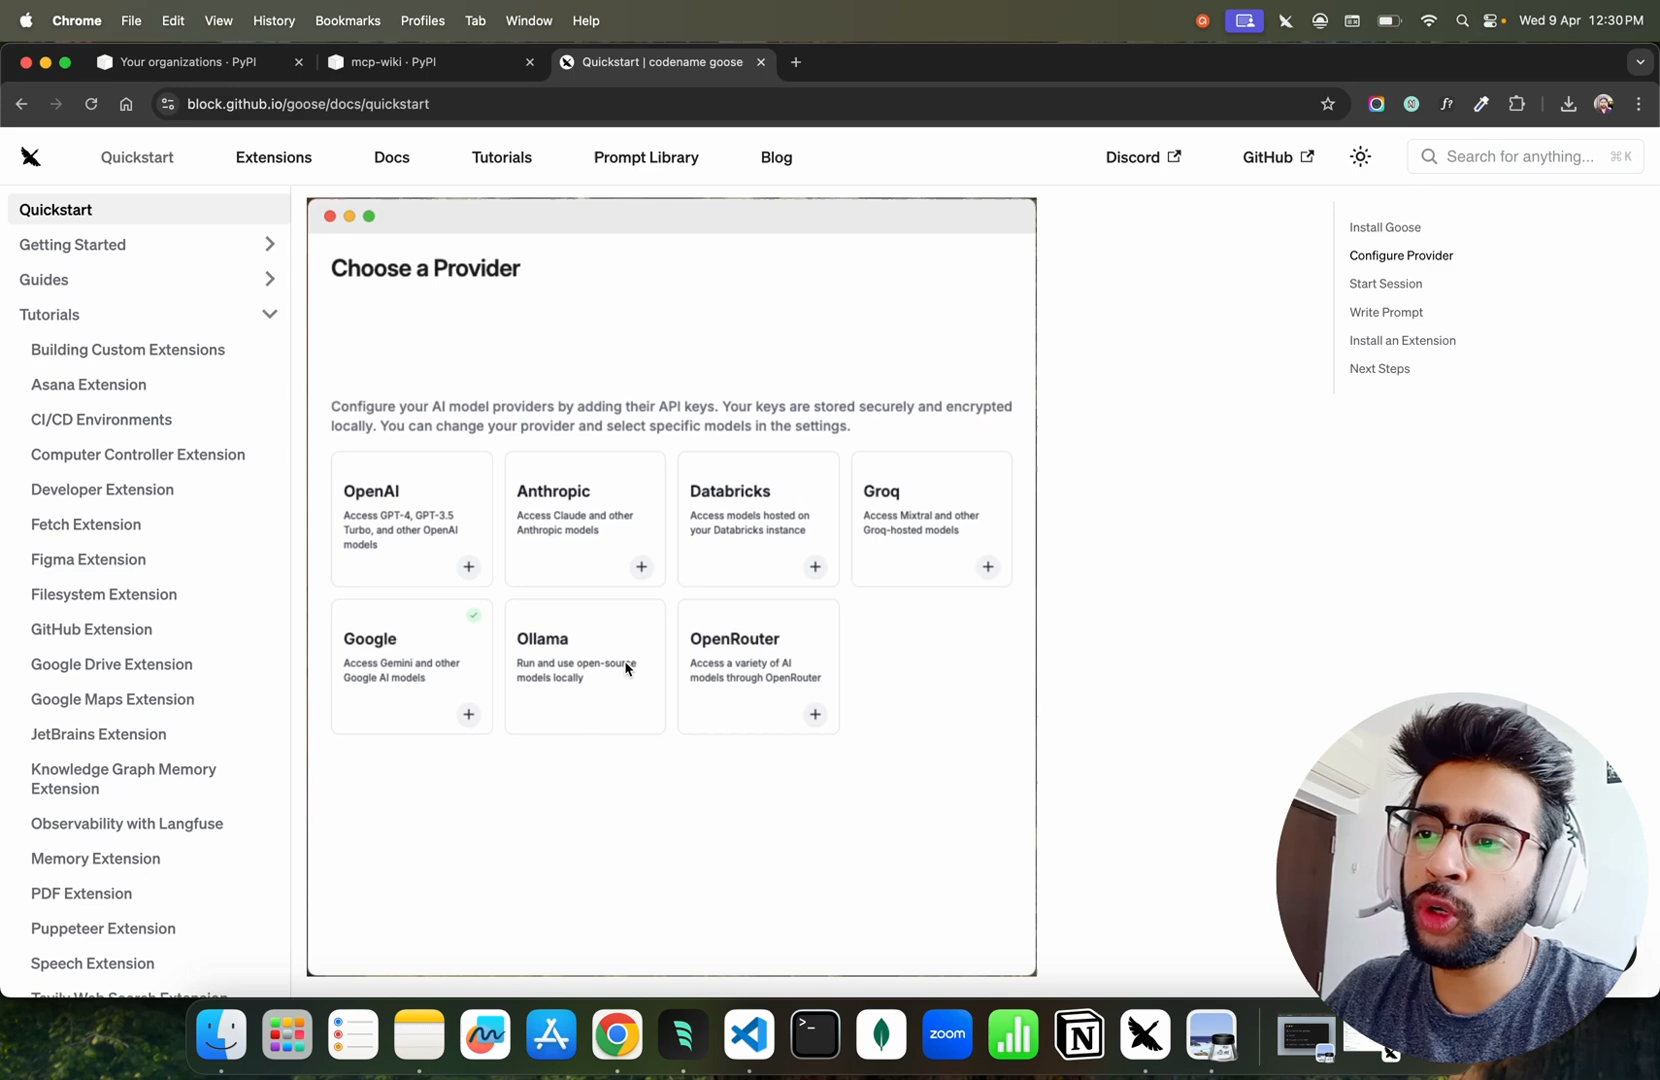 Chrome File Edit View History Bookmarks Profiles Tab Window Help
Wed 9 Apr 12:30PM
Your organizations · PyPI
mcp-wiki · PyPI
Quickstart | codename goose
block.github.io/goose/docs/quickstart
f?
Quickstart Extensions Docs Tutorials Prompt Library Blog
Discord
GitHub
Search for anything... ⌘K
Quickstart
Getting Started
Guides
Tutorials
Building Custom Extensions
Asana Extension
CI/CD Environments
Computer Controller Extension
Developer Extension
Fetch Extension
Figma Extension
Filesystem Extension
GitHub Extension
Google Drive Extension
Google Maps Extension
JetBrains Extension
Knowledge Graph Memory
Extension
Observability with Langfuse
Memory Extension
PDF Extension
Puppeteer Extension
Speech Extension
Tavily Web Search Extension
Choose a Provider
Configure your AI model providers by adding their API keys. Your keys are stored securely and encrypted
locally. You can change your provider and select specific models in the settings.
OpenAI
Access GPT-4, GPT-3.5
Turbo, and other OpenAI
models
Anthropic
Access Claude and other
Anthropic models
Databricks
Access models hosted on
your Databricks instance
Groq
Access Mixtral and other
Groq-hosted models
Google
Access Gemini and other
Google AI models
Ollama
Run and use open-source
models locally
OpenRouter
Access a variety of AI
models through OpenRouter
Install Goose
Configure Provider
Start Session
Write Prompt
Install an Extension
Next Steps
zoom